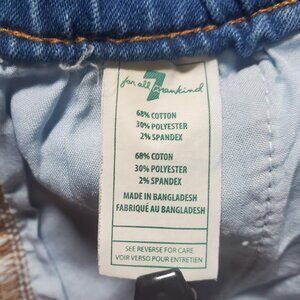 7
for all mankind
68% COTTON
30% POLYESTER
2% SPANDEX
68% COTON
30% POLYESTER
2% SPANDEX
MADE IN BANGLADESH
FABRIQUÉ AU BANGLADESH
SEE REVERSE FOR CARE
VOIR VERSO POUR ENTRETIEN